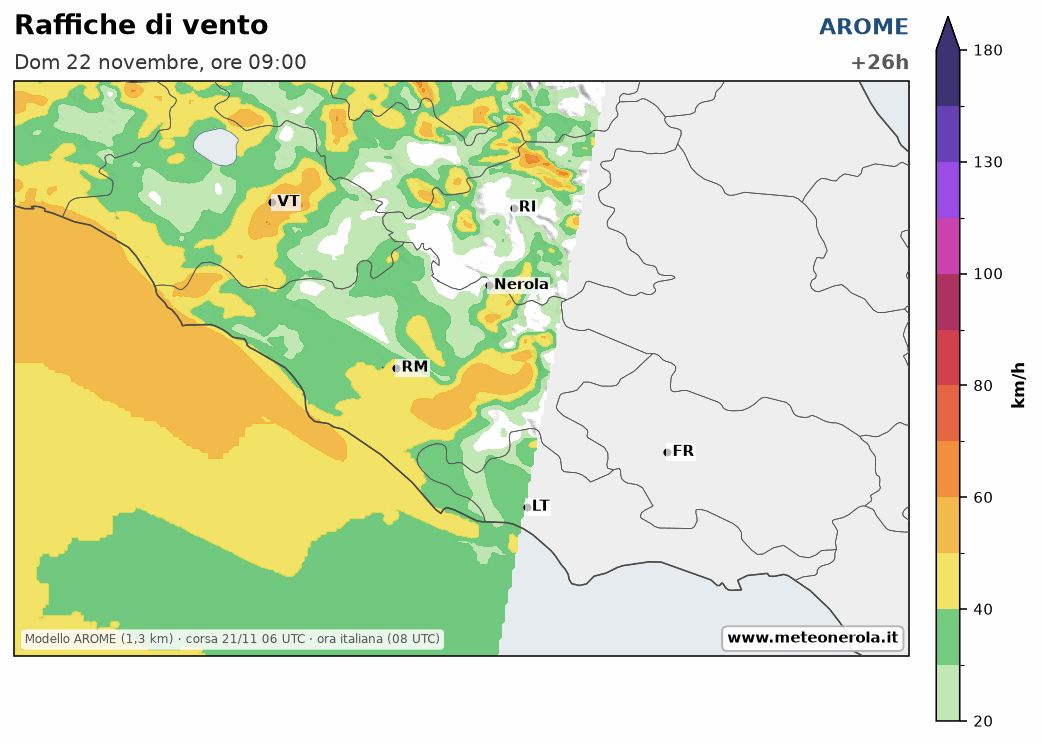 Raffiche di vento
AROME
Dom 22 novembre, ore 09:00
+26h
180
130
100
80
60
40
20
km/h
VT
RI
Nerola
RM
FR
LT
Modello AROME (1,3 km) · corsa 21/11 06 UTC · ora italiana (08 UTC)
www.meteonerola.it